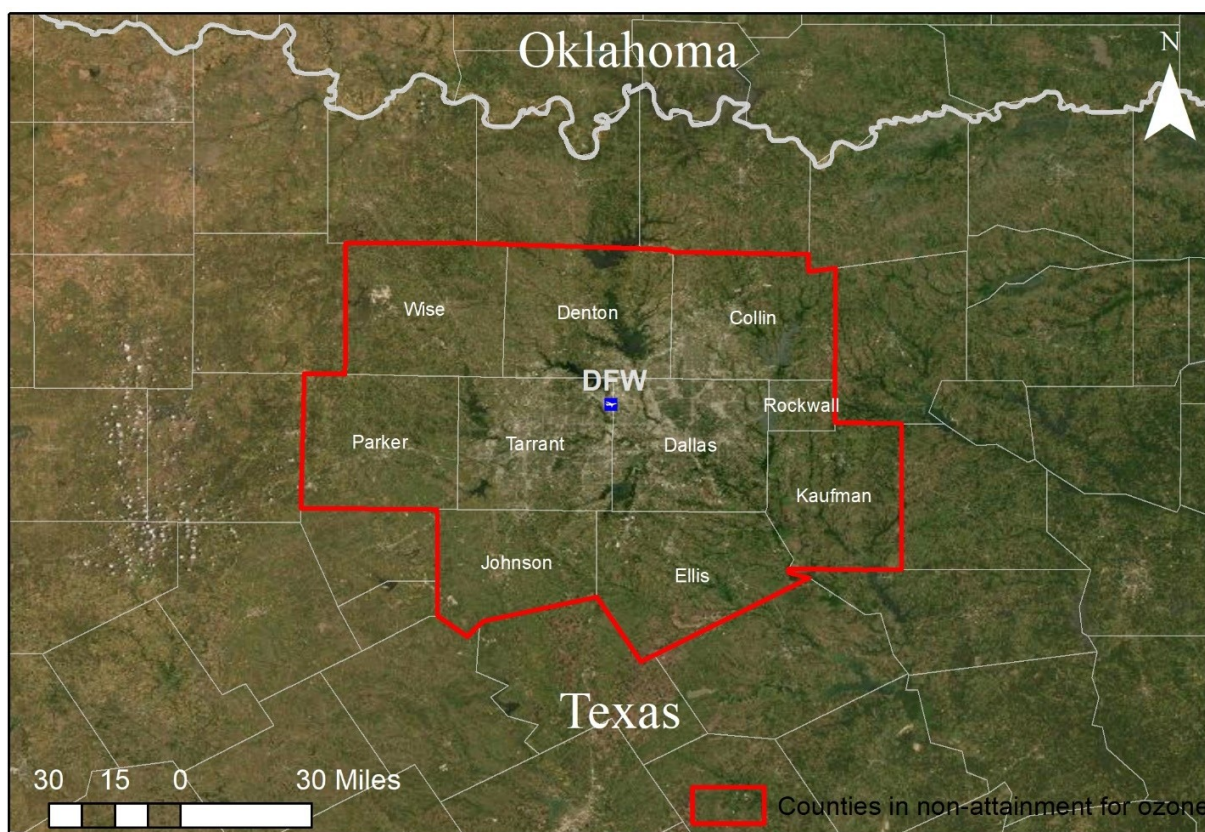 Oklahoma
N
Wise
Denton
Collin
DFW
Rockwall
Parker
Tarrant
Dallas
Kaufman
Johnson
Ellis
Texas
30 15 0 30 Miles
Counties in non-attainment for ozone